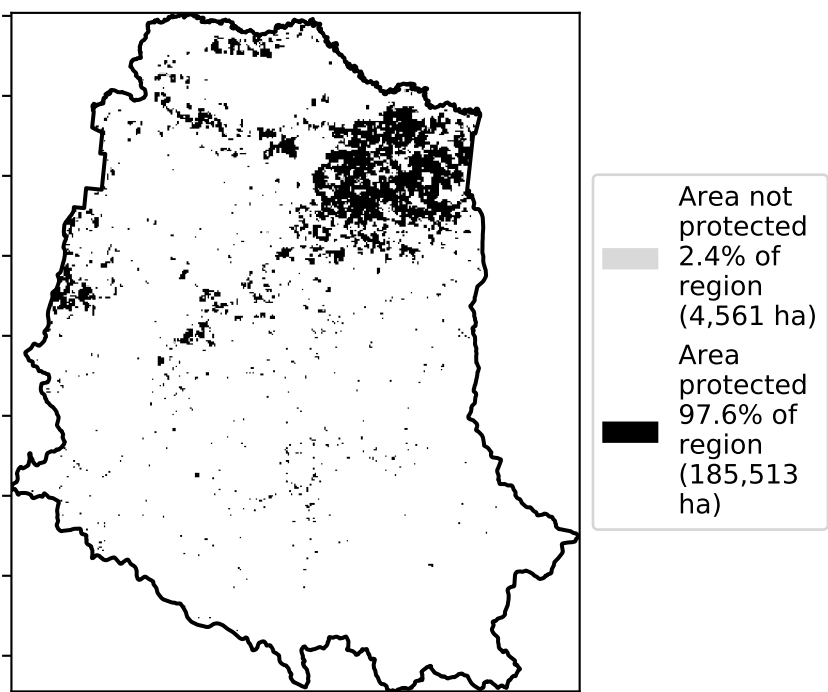 Area not
protected
2.4% of
region
(4,561 ha)
Area
protected
97.6% of
region
(185,513
ha)